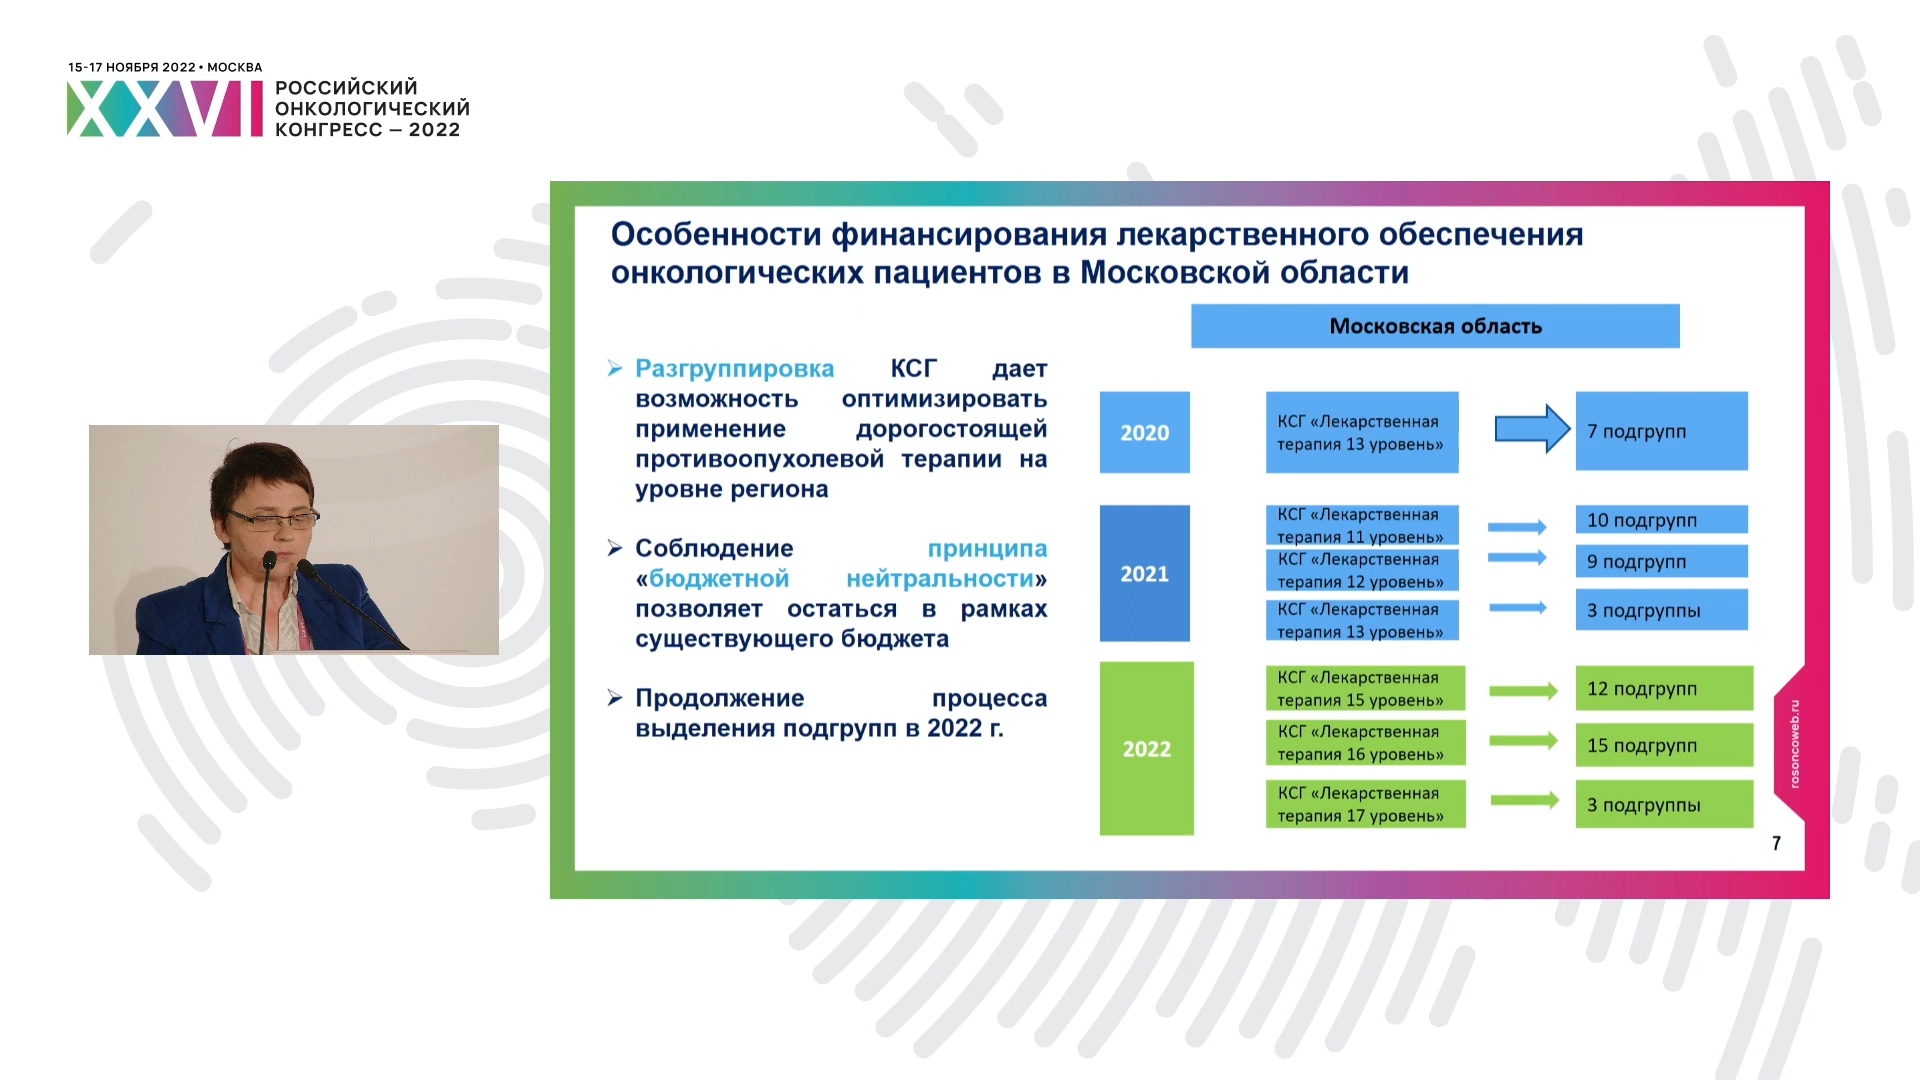 15-17 НОЯБРЯ 2022 • МОСКВА
XXVI
РОССИЙСКИЙ
ОНКОЛОГИЧЕСКИЙ
КОНГРЕСС – 2022
Особенности финансирования лекарственного обеспечения
онкологических пациентов в Московской области
Московская область
➢ Разгруппировка КСГ дает
возможность оптимизировать
применение дорогостоящей
противоопухолевой терапии на
уровне региона
➢ Соблюдение принципа
«бюджетной нейтральности»
позволяет остаться в рамках
существующего бюджета
➢ Продолжение процесса
выделения подгрупп в 2022 г.
2020
КСГ «Лекарственная
терапия 13 уровень»
7 подгрупп
2021
КСГ «Лекарственная
терапия 11 уровень»
10 подгрупп
КСГ «Лекарственная
терапия 12 уровень»
9 подгрупп
КСГ «Лекарственная
терапия 13 уровень»
3 подгруппы
2022
КСГ «Лекарственная
терапия 15 уровень»
12 подгрупп
КСГ «Лекарственная
терапия 16 уровень»
15 подгрупп
КСГ «Лекарственная
терапия 17 уровень»
3 подгруппы
rosoncoweb.ru
7